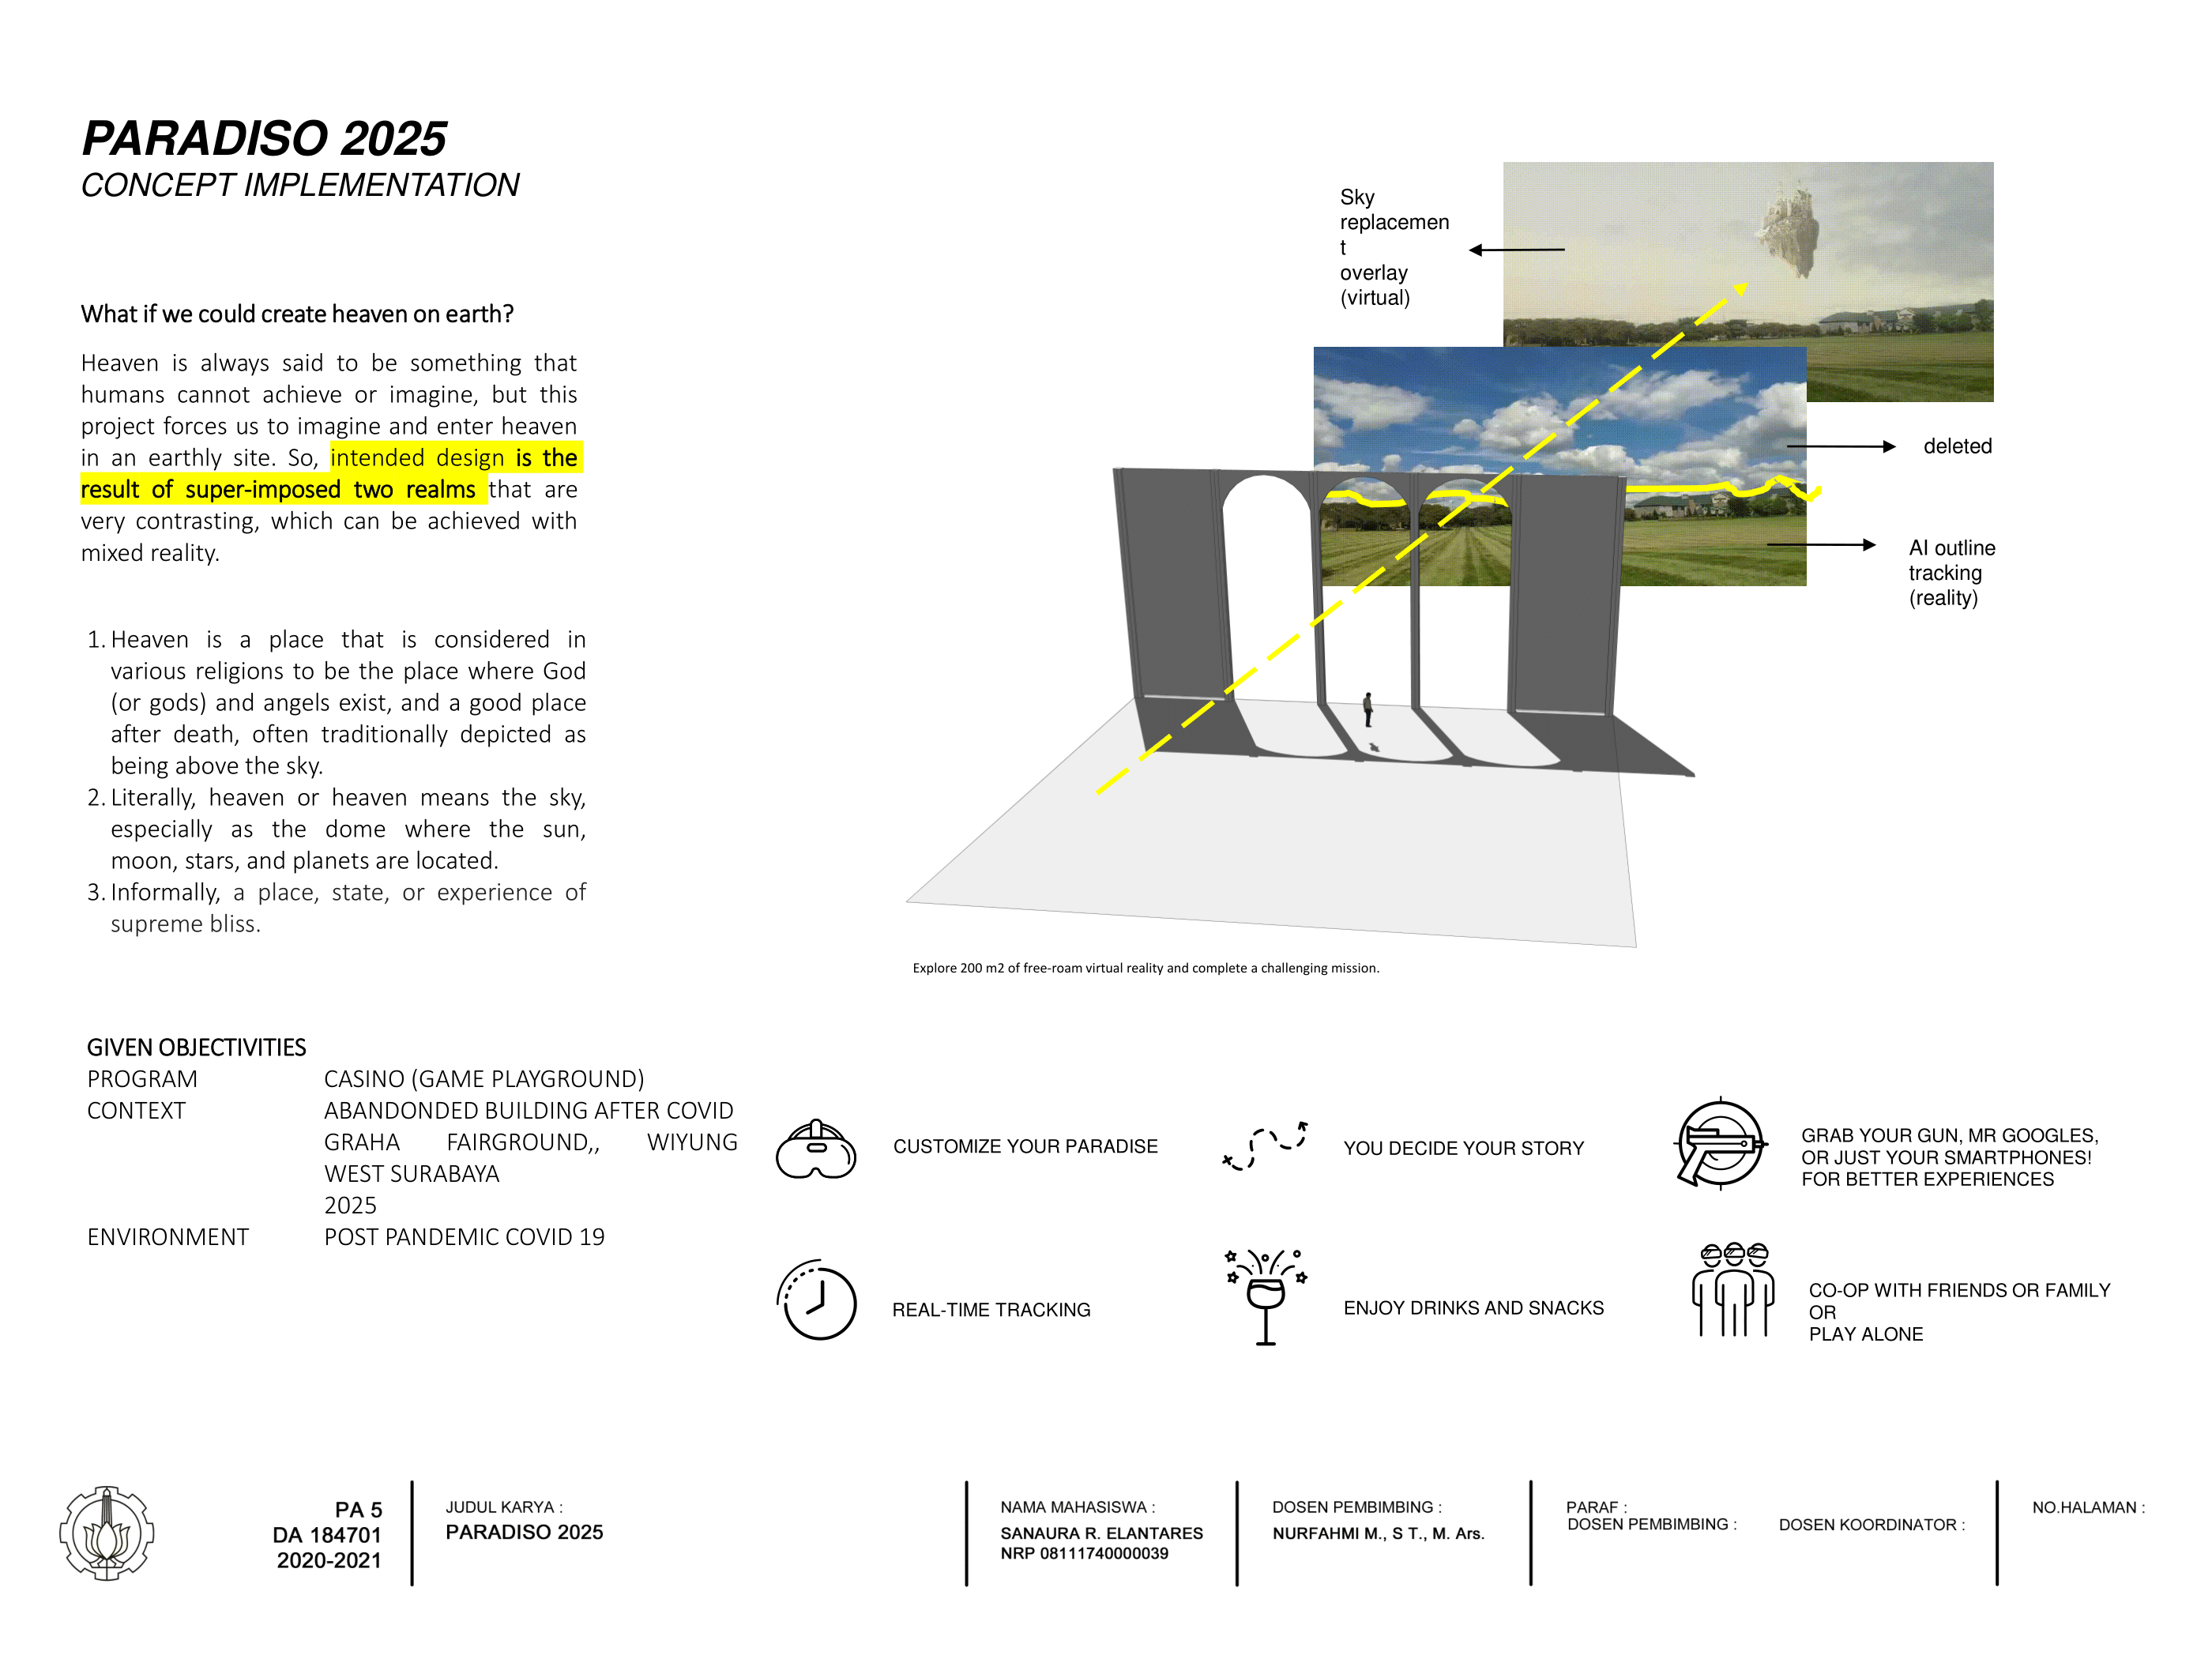 PARADISO 2025
CONCEPT IMPLEMENTATION
What if we could create heaven on earth?
Heaven is always said to be something that
humans cannot achieve or imagine, but this
project forces us to imagine and enter heaven
in an earthly site. So, intended design is the
result of super-imposed two realms that are
very contrasting, which can be achieved with
mixed reality.
1. Heaven is a place that is considered in
various religions to be the place where God
(or gods) and angels exist, and a good place
after death, often traditionally depicted as
being above the sky.
2. Literally, heaven or heaven means the sky,
especially as the dome where the sun,
moon, stars, and planets are located.
3. Informally, a place, state, or experience of
supreme bliss.
Sky
replacemen
t
overlay
(virtual)
deleted
AI outline
tracking
(reality)
Explore 200 m2 of free-roam virtual reality and complete a challenging mission.
GIVEN OBJECTIVITIES
PROGRAM CASINO (GAME PLAYGROUND)
CONTEXT ABANDONDED BUILDING AFTER COVID
GRAHA FAIRGROUND,, WIYUNG
WEST SURABAYA
2025
ENVIRONMENT POST PANDEMIC COVID 19
CUSTOMIZE YOUR PARADISE
YOU DECIDE YOUR STORY
GRAB YOUR GUN, MR GOOGLES,
OR JUST YOUR SMARTPHONES!
FOR BETTER EXPERIENCES
REAL-TIME TRACKING
ENJOY DRINKS AND SNACKS
CO-OP WITH FRIENDS OR FAMILY
OR
PLAY ALONE
PA 5
DA 184701
2020-2021
JUDUL KARYA :
PARADISO 2025
NAMA MAHASISWA :
SANAURA R. ELANTARES
NRP 08111740000039
DOSEN PEMBIMBING :
NURFAHMI M., S T., M. Ars.
PARAF :
DOSEN PEMBIMBING : DOSEN KOORDINATOR :
NO.HALAMAN :